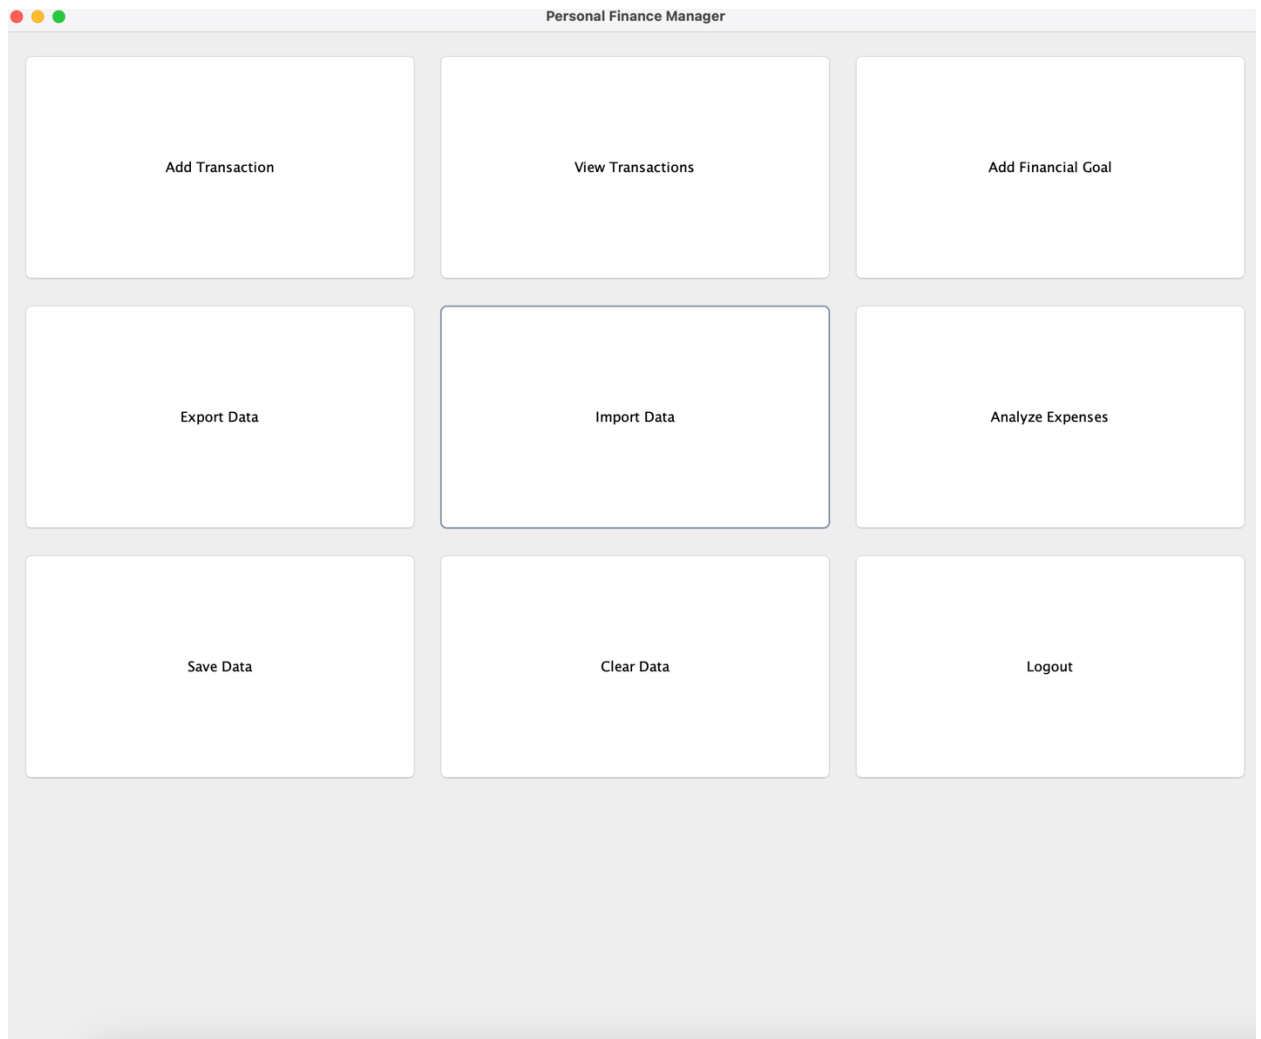 Personal Finance Manager
Add Transaction
View Transactions
Add Financial Goal
Export Data
Import Data
Analyze Expenses
Save Data
Clear Data
Logout